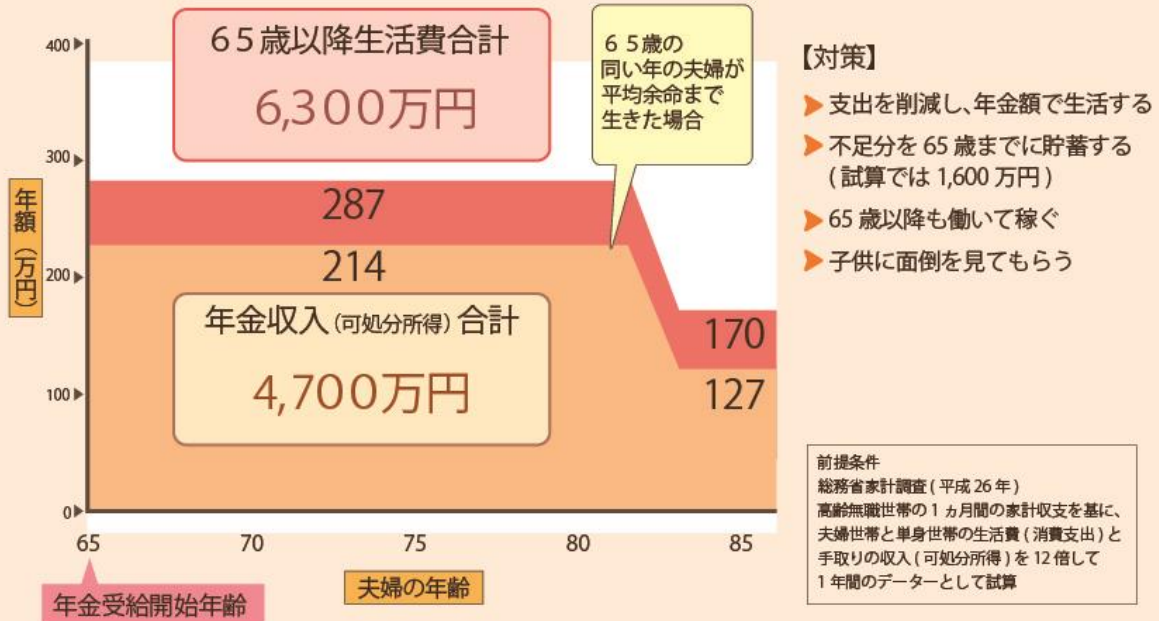 65歳以降生活費合計
6,300万円
65歳の
同い年の夫婦が
平均余命まで
生きた場合
400
300
200
100
0
年額（万円）
287
214
年金収入(可処分所得)合計
4,700万円
170
127
65
70
75
80
85
年金受給開始年齢
夫婦の年齢
【対策】
支出を削減し、年金額で生活する
不足分を65歳までに貯蓄する
(試算では1,600万円)
65歳以降も働いて稼ぐ
子供に面倒を見てもらう
前提条件
総務省家計調査(平成26年)
高齢無職世帯の1ヵ月間の家計収支を基に、
夫婦世帯と単身世帯の生活費(消費支出)と
手取りの収入(可処分所得)を12倍して
1年間のデーターとして試算